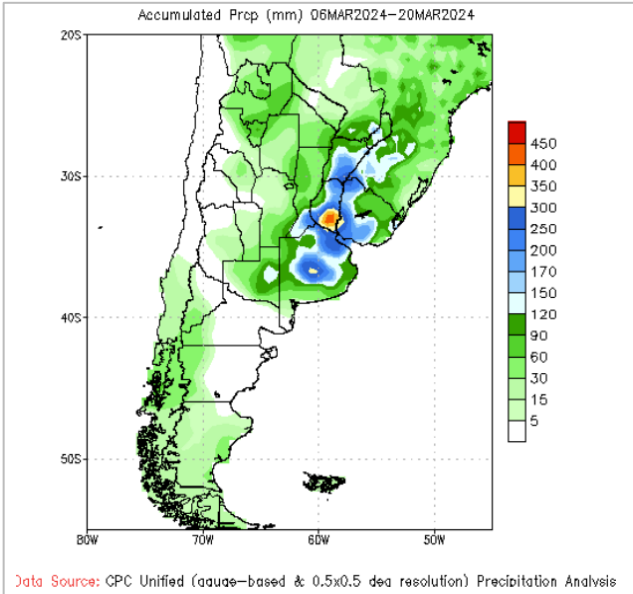 Accumulated Prcp (mm) 06MAR2024-20MAR2024
20S
30S
40S
50S
80W 70W 60W 50W
450
400
350
300
250
200
170
150
120
90
60
30
15
5
Data Source: CPC Unified (gauge-based & 0.5x0.5 deg resolution) Precipitation Analysis